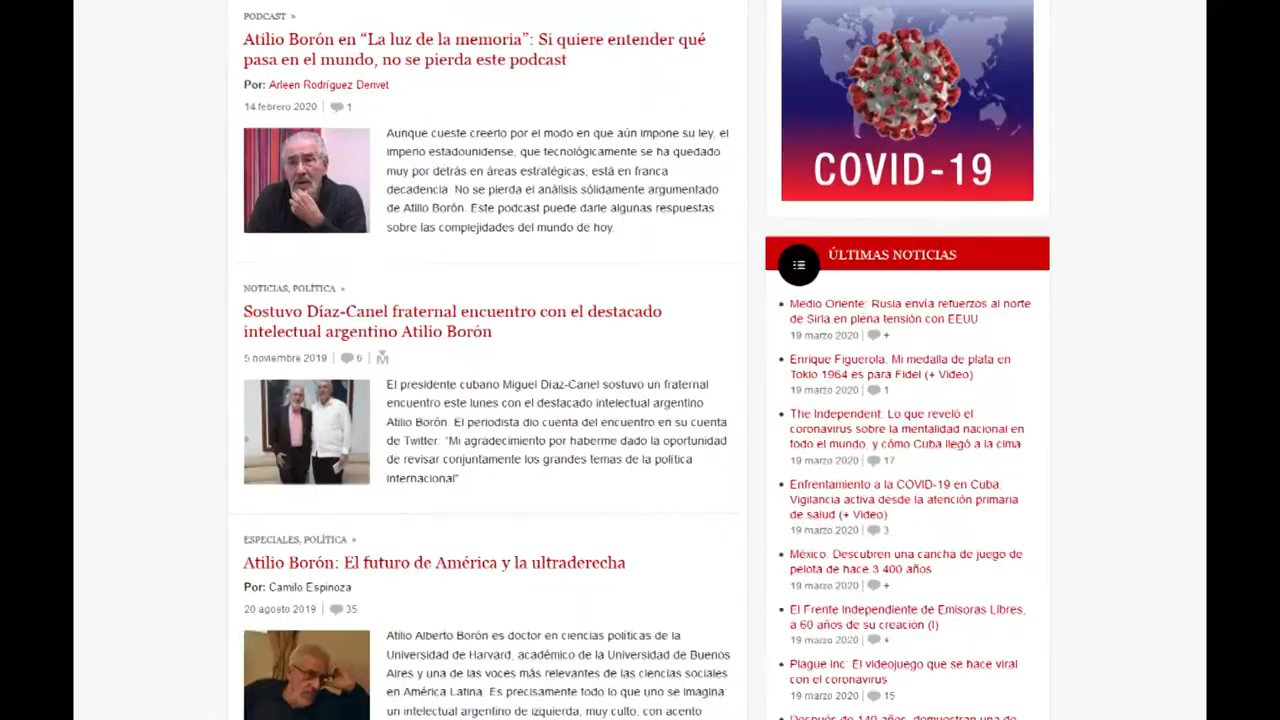 PODCAST »
Atilio Borón en “La luz de la memoria”: Si quiere entender qué
pasa en el mundo, no se pierda este podcast
Por: Arleen Rodríguez Derivet
14 febrero 2020 | 1
Aunque cueste creerlo por el modo en que aún impone su ley, el
imperio estadounidense, que tecnológicamente se ha quedado
muy por detrás en áreas estratégicas, está en franca
decadencia. No se pierda el análisis sólidamente argumentado
de Atilio Borón. Este podcast puede darle algunas respuestas
sobre las complejidades del mundo de hoy.
NOTICIAS, POLÍTICA »
Sostuvo Díaz-Canel fraternal encuentro con el destacado
intelectual argentino Atilio Borón
5 noviembre 2019 | 6 |
El presidente cubano Miguel Díaz-Canel sostuvo un fraternal
encuentro este lunes con el destacado intelectual argentino
Atilio Borón. El periodista dio cuenta del encuentro en su cuenta
de Twitter: “Mi agradecimiento por haberme dado la oportunidad
de revisar conjuntamente los grandes temas de la política
internacional”
ESPECIALES, POLÍTICA »
Atilio Borón: El futuro de América y la ultraderecha
Por: Camilo Espinoza
20 agosto 2019 | 35
Atilio Alberto Borón es doctor en ciencias políticas de la
Universidad de Harvard, académico de la Universidad de Buenos
Aires y una de las voces más relevantes de las ciencias sociales
en América Latina. Es precisamente todo lo que uno se imagina:
un intelectual argentino de izquierda, muy culto, con acento
COVID-19
ÚLTIMAS NOTICIAS
Medio Oriente: Rusia envía refuerzos al norte
de Siria en plena tensión con EEUU
19 marzo 2020 | +
Enrique Figuerola: Mi medalla de plata en
Tokio 1964 es para Fidel (+ Video)
19 marzo 2020 | 1
The Independent: Lo que reveló el
coronavirus sobre la mentalidad nacional en
todo el mundo, y cómo Cuba llegó a la cima
19 marzo 2020 | 17
Enfrentamiento a la COVID-19 en Cuba:
Vigilancia activa desde la atención primaria
de salud (+ Video)
19 marzo 2020 | 3
México: Descubren una cancha de juego de
pelota de hace 3 400 años
19 marzo 2020 | +
El Frente Independiente de Emisoras Libres,
a 60 años de su creación (I)
19 marzo 2020 | +
Plague Inc: El videojuego que se hace viral
con el coronavirus
19 marzo 2020 | 15
Después de 140 años, demuestran una de